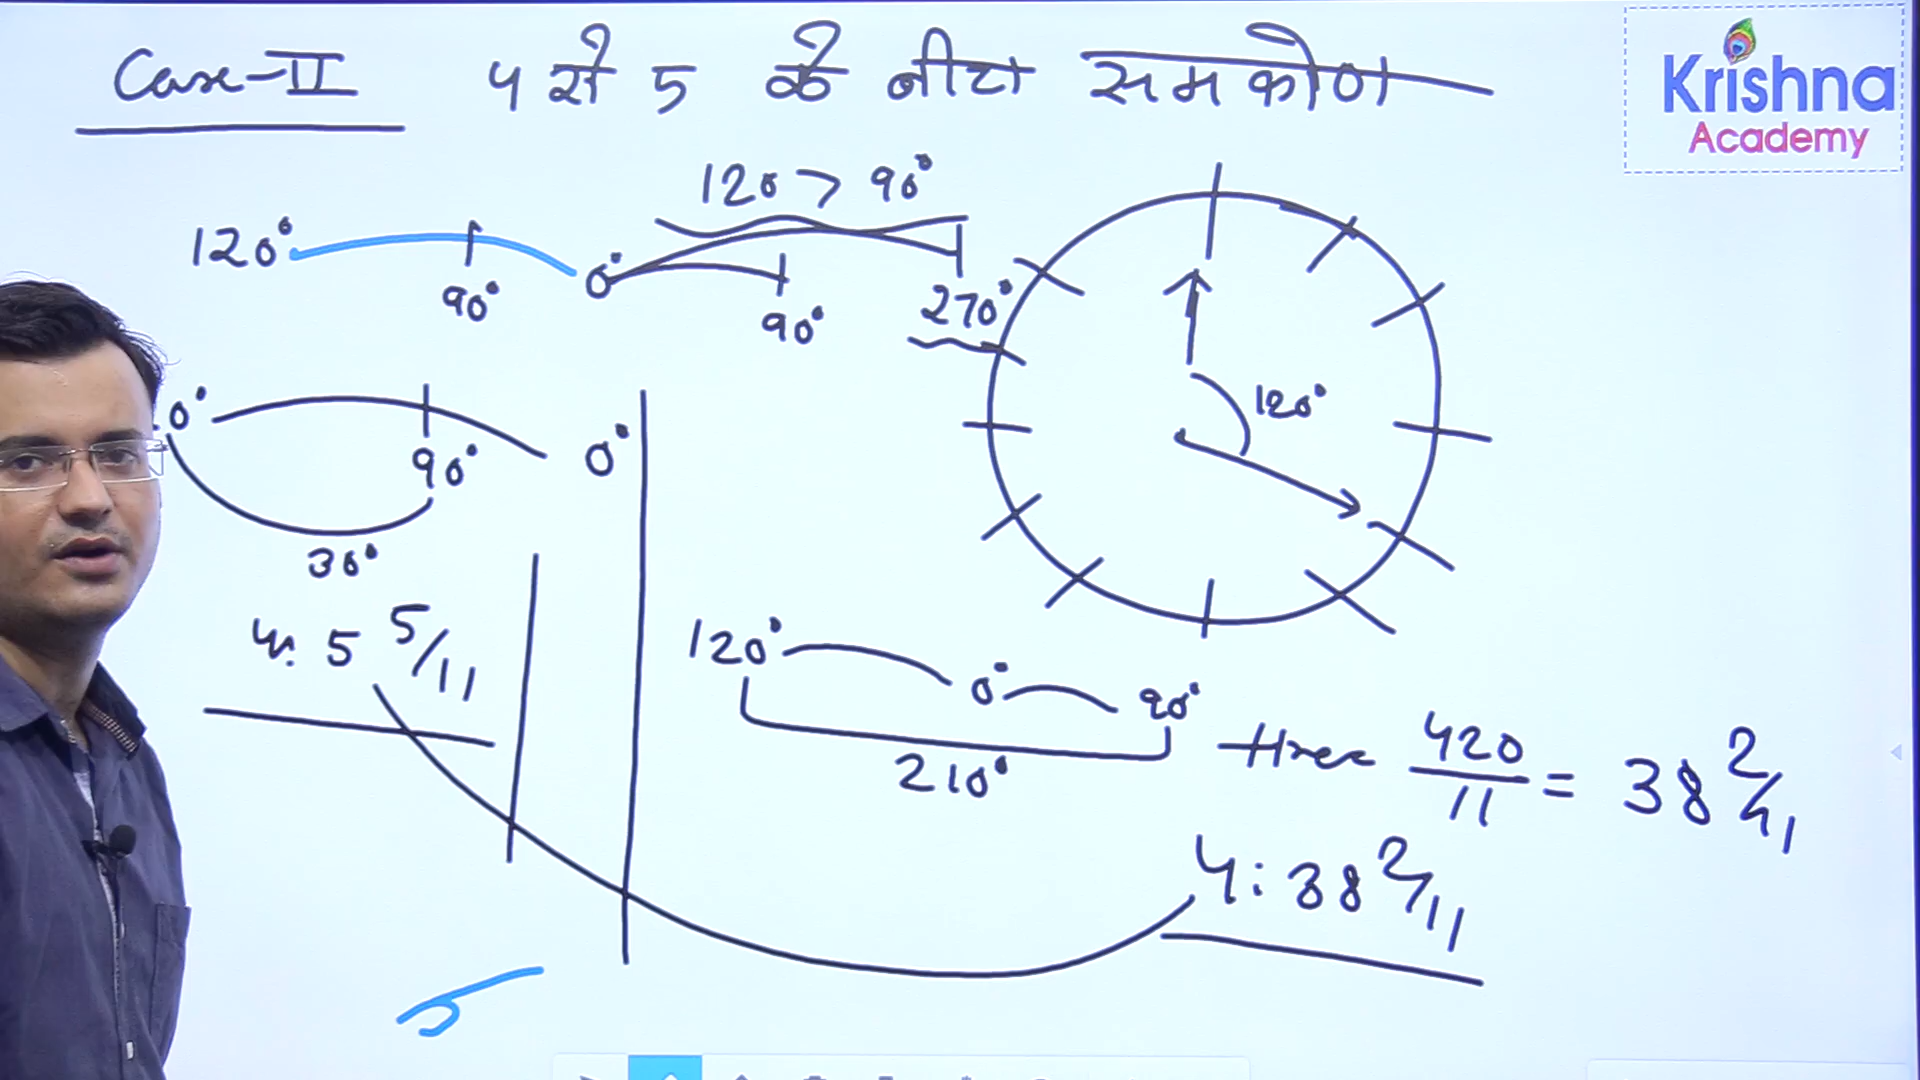 Case-II 4 से 5 के बीच समकोण
Krishna
Academy
120 > 90°
120° 90° 0° 90° 270°
0° 90° 0°
30°
120°
4: 5 5/11
120° 0° 90°
210°
420/11 = 38 2/11
4: 38 2/11